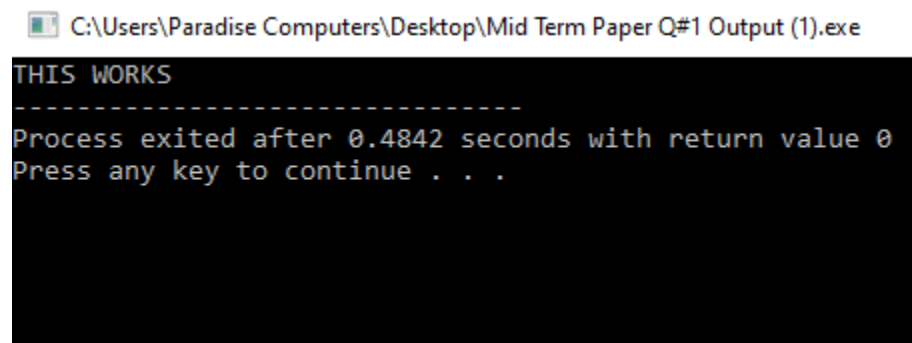 C:\Users\Paradise Computers\Desktop\Mid Term Paper Q#1 Output (1).exe
THIS WORKS
--------------------------------
Process exited after 0.4842 seconds with return value 0
Press any key to continue . . .